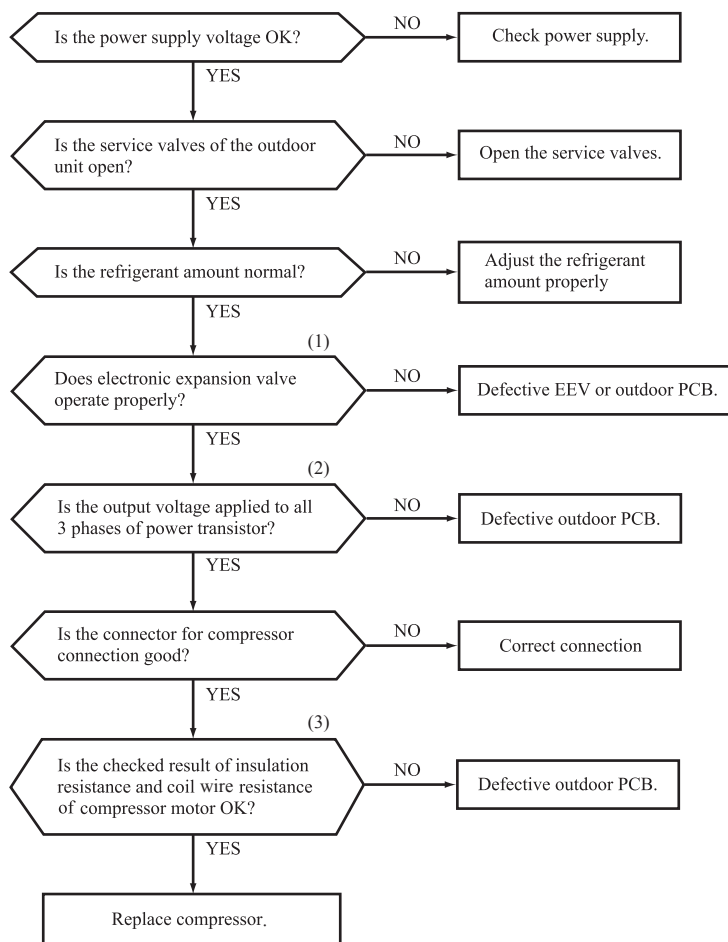 Is the power supply voltage OK?
NO
Check power supply.
YES
Is the service valves of the outdoor
unit open?
NO
Open the service valves.
YES
Is the refrigerant amount normal?
NO
Adjust the refrigerant
amount properly
YES
(1)
Does electronic expansion valve
operate properly?
NO
Defective EEV or outdoor PCB.
YES
(2)
Is the output voltage applied to all
3 phases of power transistor?
NO
Defective outdoor PCB.
YES
Is the connector for compressor
connection good?
NO
Correct connection
YES
(3)
Is the checked result of insulation
resistance and coil wire resistance
of compressor motor OK?
NO
Defective outdoor PCB.
YES
Replace compressor.